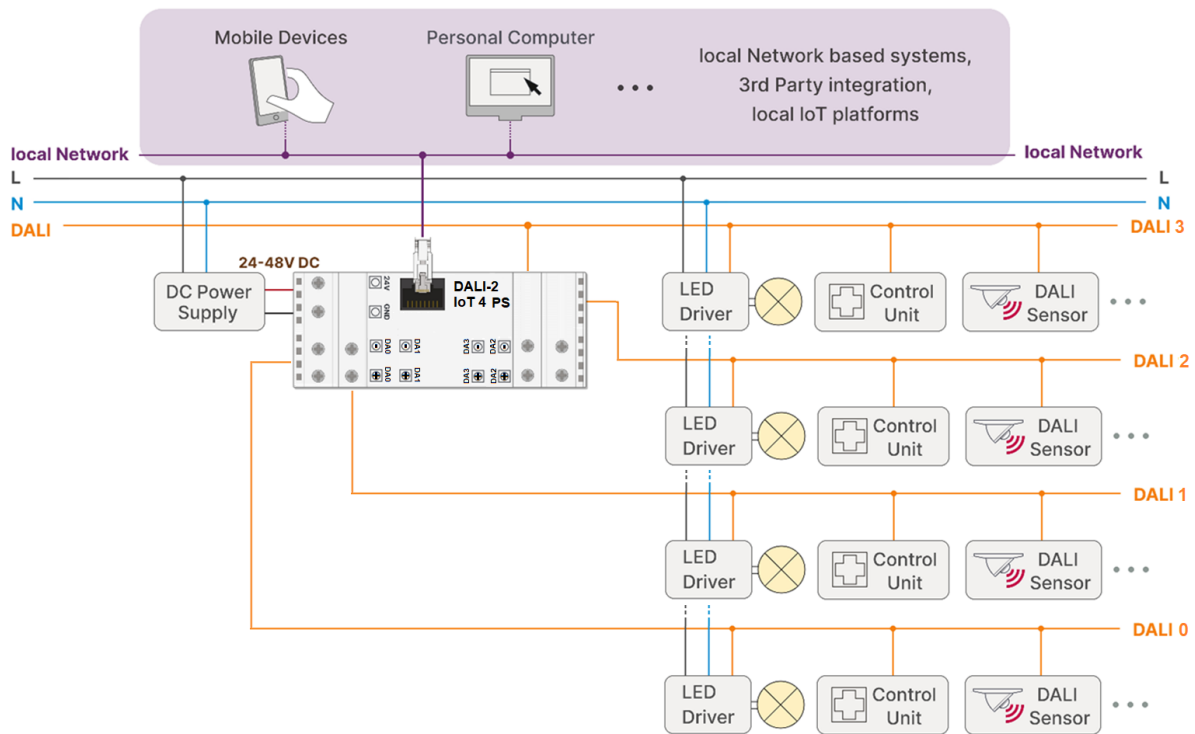 Mobile Devices
Personal Computer
local Network based systems,
3rd Party integration,
local IoT platforms
• • •
local Network
local Network
L
L
N
N
DALI
DALI 3
24-48V DC
DC Power
Supply
24V
GND
DALI-2
IoT 4 PS
DA0
DA1
DA3
DA2
DA0
DA1
DA3
DA2
LED
Driver
Control
Unit
DALI
Sensor
• • •
DALI 2
LED
Driver
Control
Unit
DALI
Sensor
• • •
DALI 1
LED
Driver
Control
Unit
DALI
Sensor
• • •
DALI 0
LED
Driver
Control
Unit
DALI
Sensor
• • •